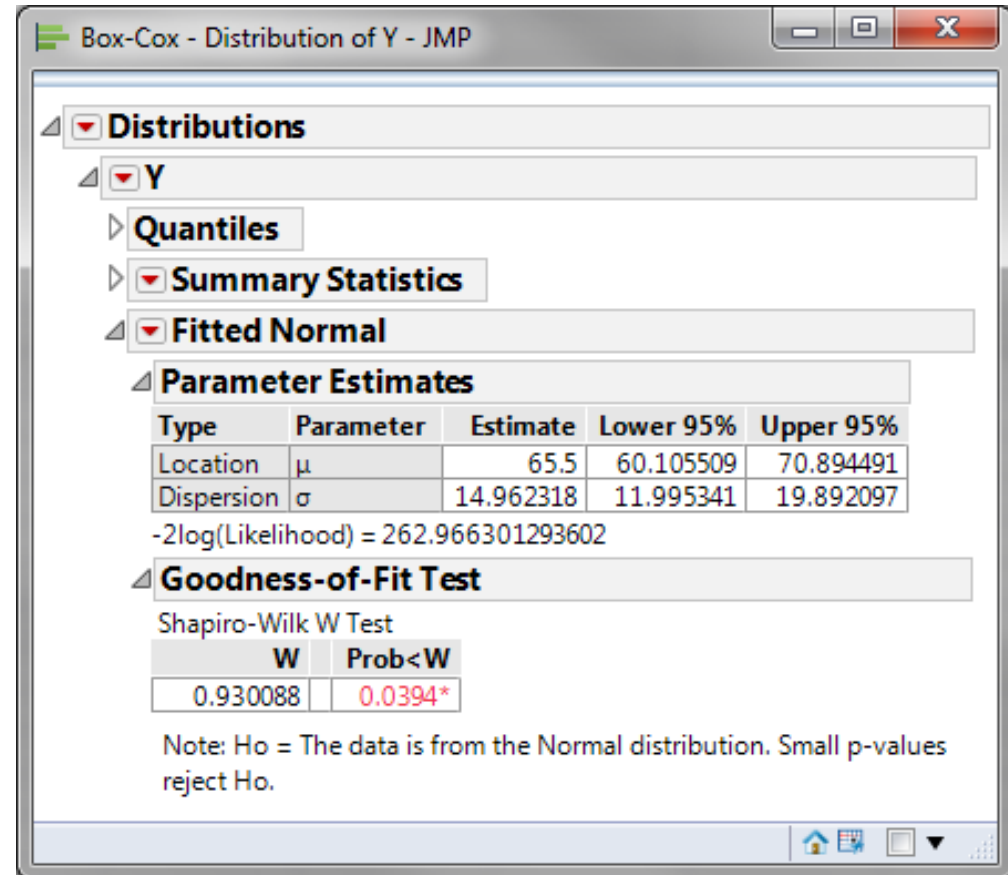 Box-Cox - Distribution of Y - JMP
Distributions
Y
Quantiles
Summary Statistics
Fitted Normal
Parameter Estimates
Type Parameter Estimate Lower 95% Upper 95%
Location μ 65.5 60.105509 70.894491
Dispersion σ 14.962318 11.995341 19.892097
-2log(Likelihood) = 262.966301293602
Goodness-of-Fit Test
Shapiro-Wilk W Test
W Prob<W
0.930088 0.0394*
Note: Ho = The data is from the Normal distribution. Small p-values
reject Ho.